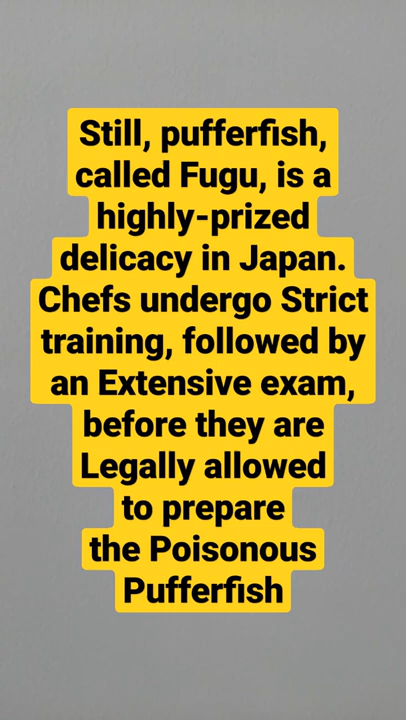 Still, pufferfish,
called Fugu, is a
highly-prized
delicacy in Japan.
Chefs undergo Strict
training, followed by
an Extensive exam,
before they are
Legally allowed
to prepare
the Poisonous
Pufferfish